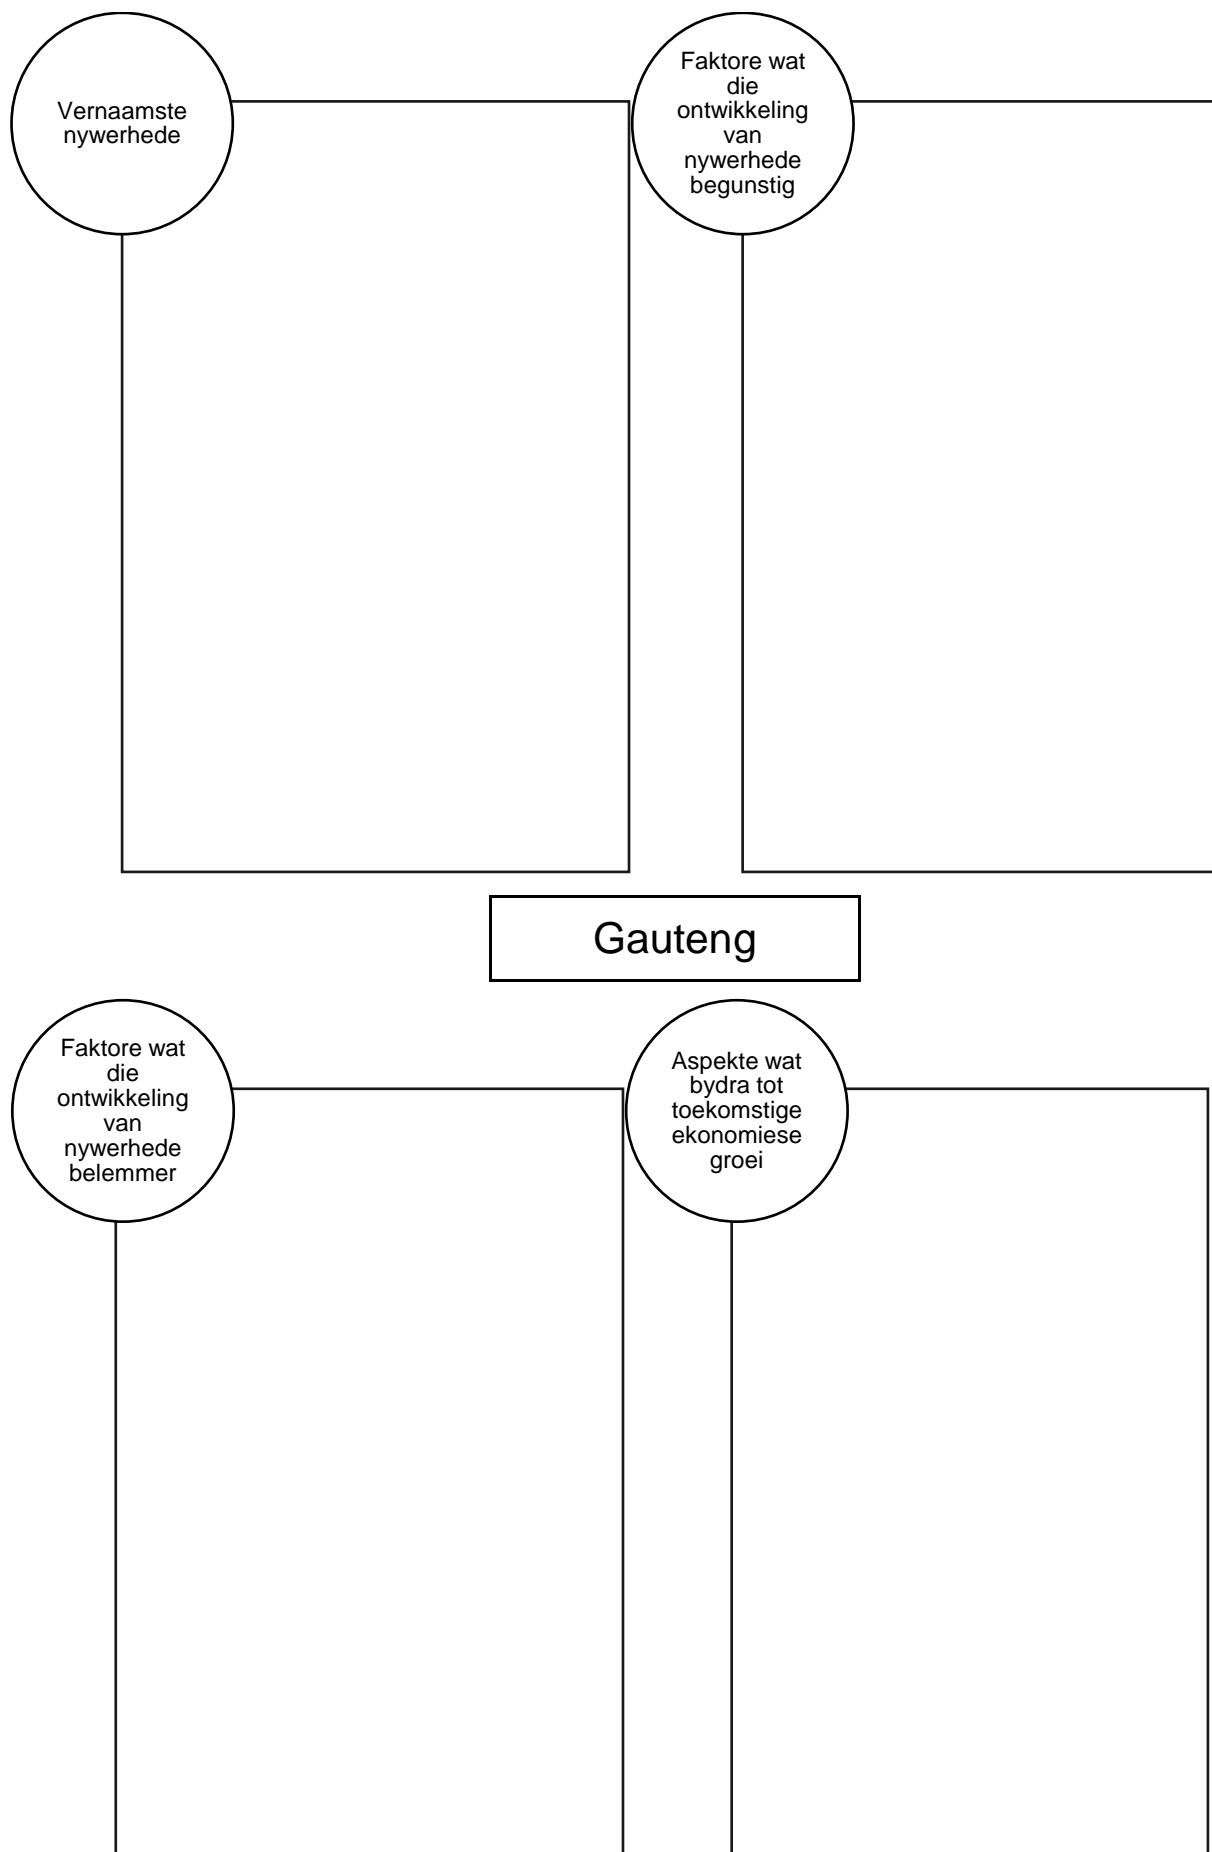 Vernaamste
nywerhede
Faktore wat
die
ontwikkeling
van
nywerhede
begunstig
Gauteng
Faktore wat
die
ontwikkeling
van
nywerhede
belemmer
Aspekte wat
bydra tot
toekomstige
ekonomiese
groei